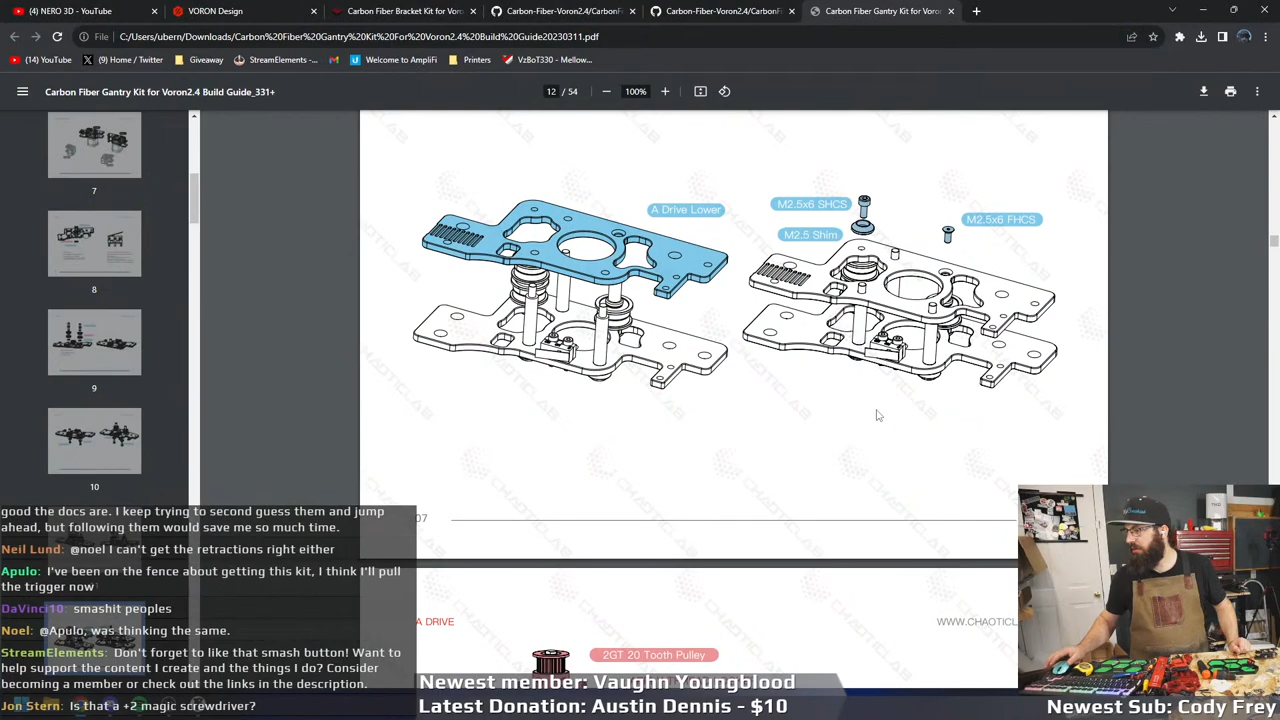 (14) YouTube
NERO 3D -
VORON Design
Carbon Fiber Bracket Kit for Voro
Carbon-Fiber-Voron2.4/CarbonFi
Carbon-Fiber-Voron2.4/CarbonF
Carbon Fiber Gantry Kit for Voron
File
C:/Users/ubern/Downloads/Carbon%20Fiber%20Gantry%20Kit%20For%20Voron2.4%20Build%20Guide20230311.pdf
(14) YouTube
(9) Home / Twitter
Giveaway
StreamElements -...
Welcome to AmpliFi
Printers
VzBoT330 - Mellow...
Carbon Fiber Gantry Kit for Voron2.4 Build Guide_331+
12 / 54
100%
7
8
9
10
A Drive Lower
M2.5x6 SHCS
M2.5 Shim
M2.5x6 FHCS
CHAOTICLAB
07
A DRIVE
WWW.CHAOTICL
2GT 20 Tooth Pulley
good the docs are. I keep trying to second guess them and jump
ahead, but following them would save me so much time.
Neil Lund: @noel I can't get the retractions right either
Apulo: I've been on the fence about getting this kit, I think I'll pull
the trigger now
DaVinci10: smashit peoples
Noel: @Apulo, was thinking the same.
StreamElements: Don't forget to like that smash button! Want to
help support the content I create and the things I do? Consider
becoming a member or check out the links in the description.
Jon Stern: Is that a +2 magic screwdriver?
Newest member: Vaughn Youngblood
Latest Donation: Austin Dennis - $10
Newest Sub: Cody Frey